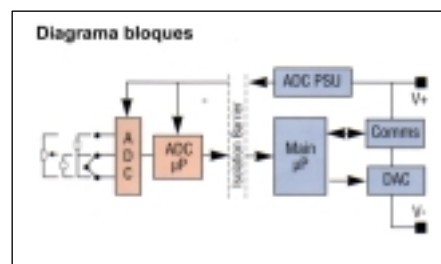 Diagrama bloques
ADC PSU
V+
A
D
C
ADC
µP
Isolation Barrier
Main
µP
Comms
DAC
V-